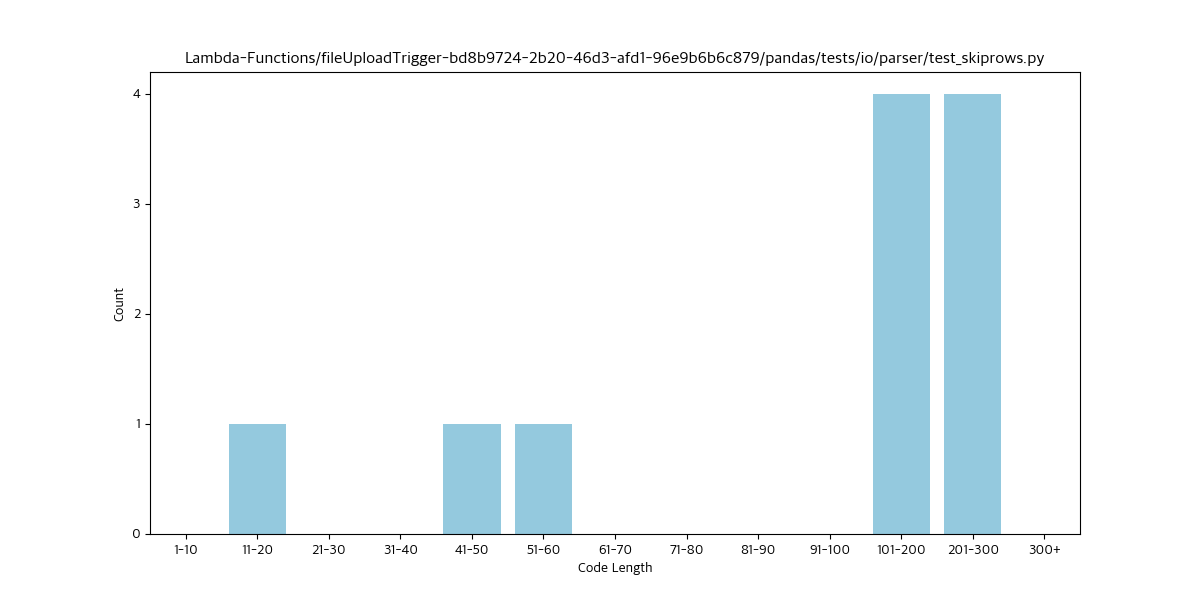 Lambda-Functions/fileUploadTrigger-bd8b9724-2b20-46d3-afd1-96e9b6b6c879/pandas/tests/io/parser/test_skiprows.py
4
3
2
1
0
Count
1-10 11-20 21-30 31-40 41-50 51-60 61-70 71-80 81-90 91-100 101-200 201-300 300+
Code Length